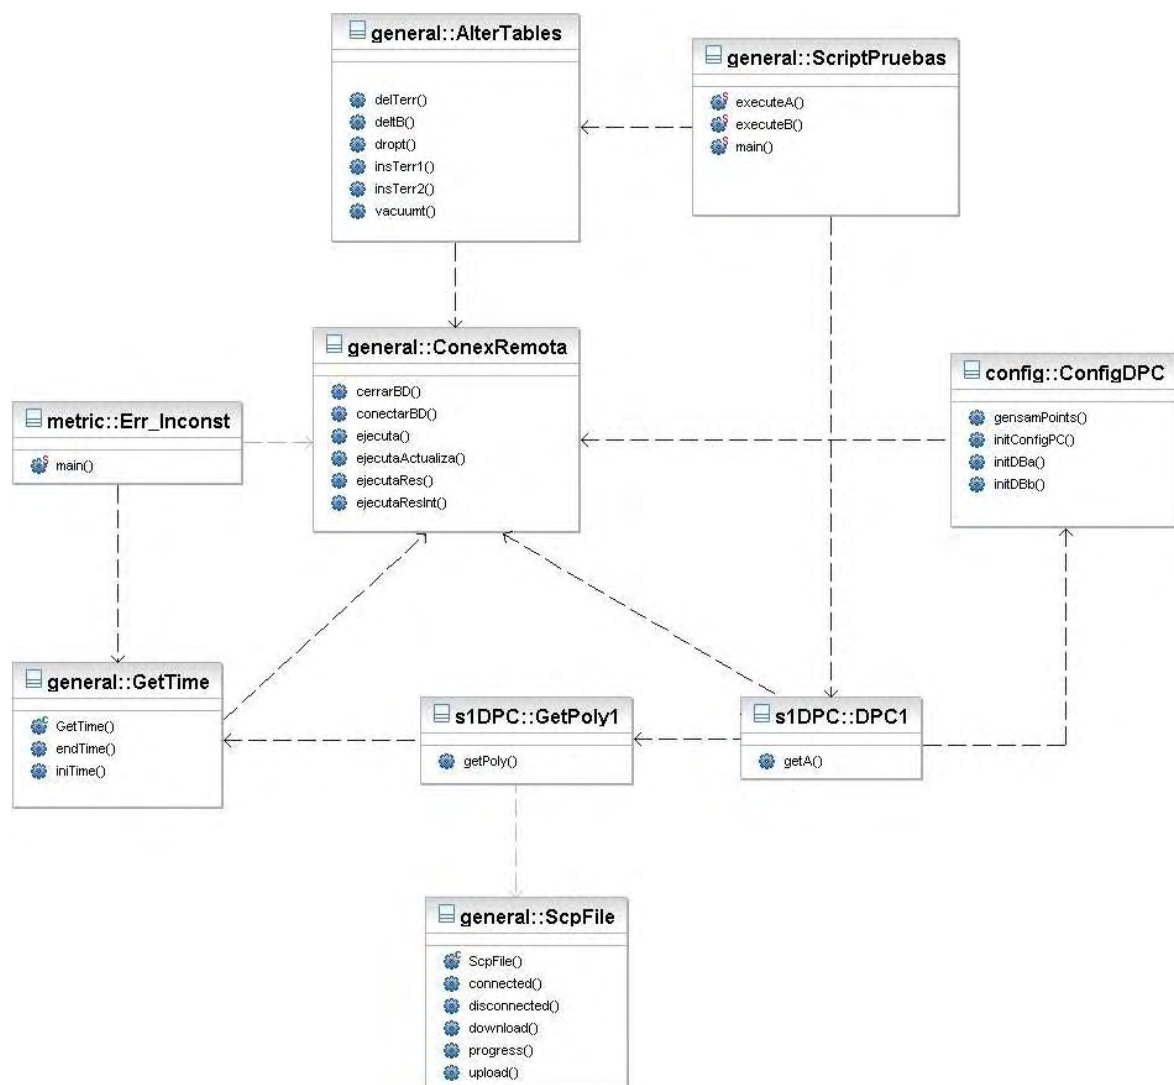 general::AlterTables
delTerr()
deltB()
dropt()
insTerr1()
insTerr2()
vacuumt()
general::ScriptPruebas
executeA()
executeB()
main()
general::ConexRemota
cerrarBD()
conectarBD()
ejecuta()
ejecutaActualiza()
ejecutaRes()
ejecutaResInt()
config::ConfigDPC
gensamPoints()
initConfigPC()
initDBa()
initDBb()
metric::Err_Inconst
main()
general::GetTime
GetTime()
endTime()
iniTime()
s1DPC::GetPoly1
getPoly()
s1DPC::DPC1
getA()
general::ScpFile
ScpFile()
connected()
disconnected()
download()
progress()
upload()